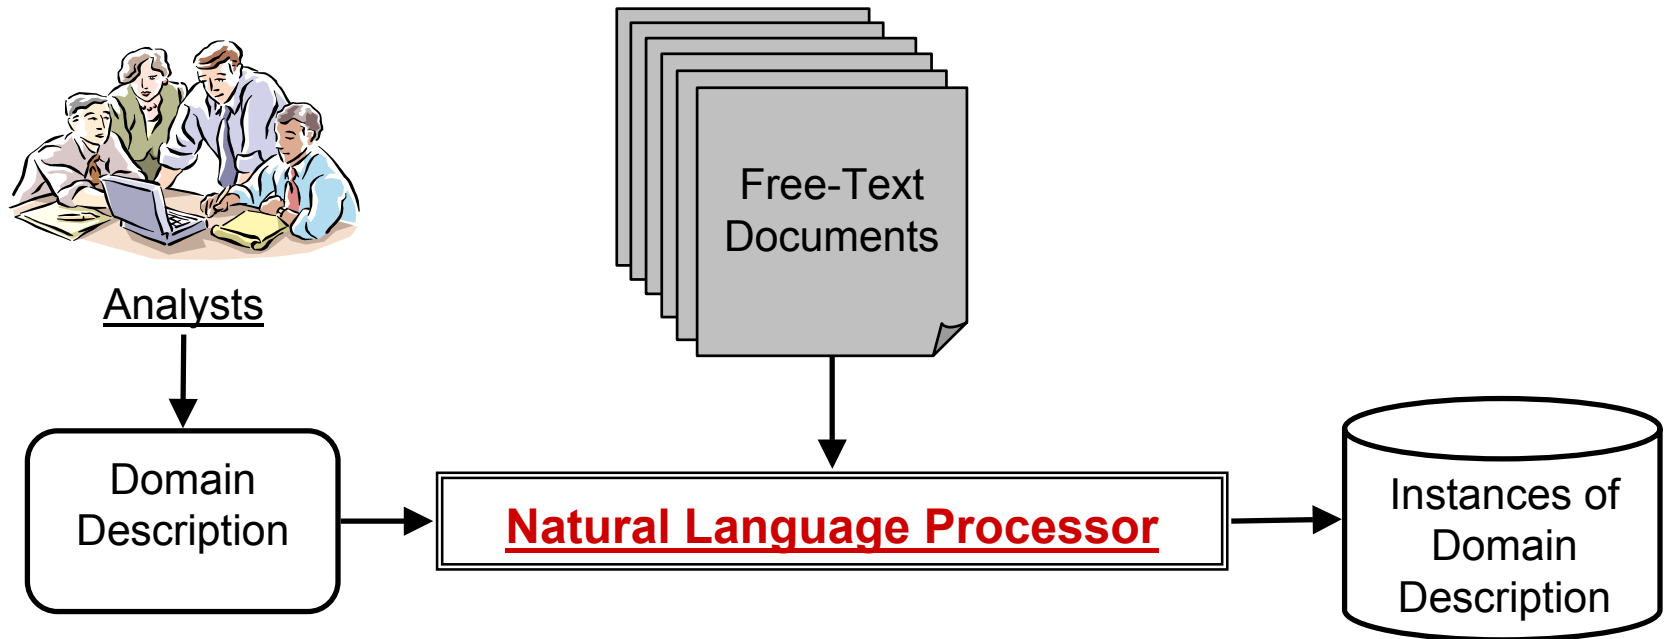 Free-Text
Documents
Analysts
Domain
Description
Natural Language Processor
Instances of
Domain
Description